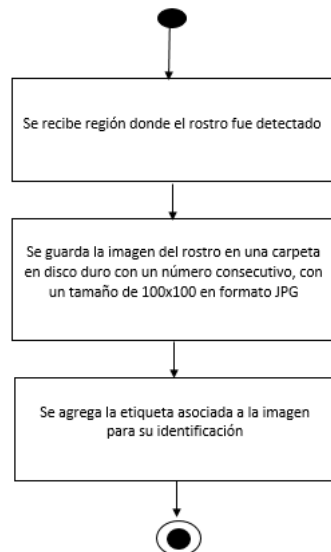 Se recibe región donde el rostro fue detectado
Se guarda la imagen del rostro en una carpeta
en disco duro con un número consecutivo, con
un tamaño de 100x100 en formato JPG
Se agrega la etiqueta asociada a la imagen
para su identificación